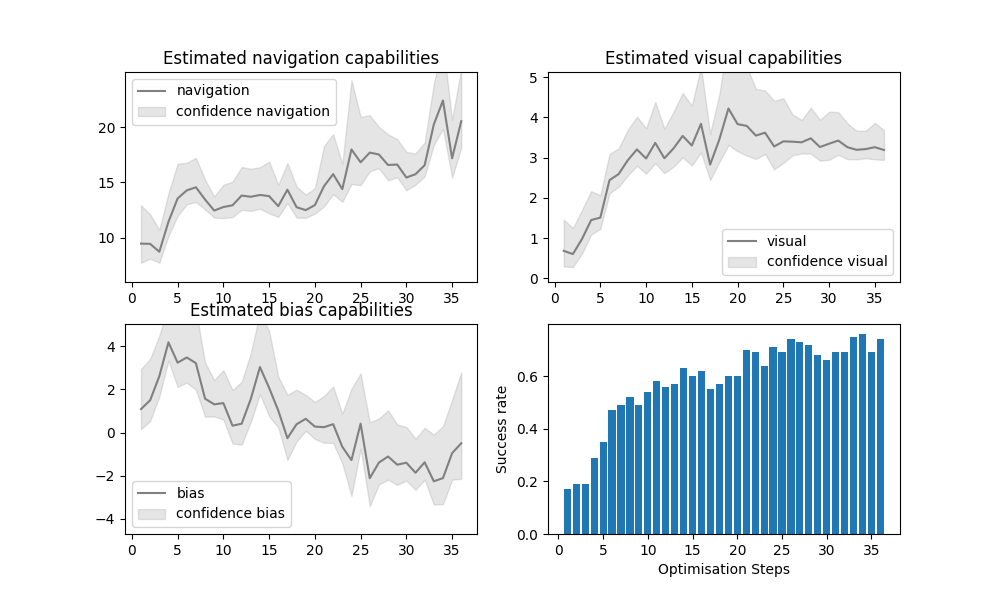 Estimated navigation capabilities
navigation
confidence navigation
20
15
10
0 5 10 15 20 25 30 35
Estimated visual capabilities
visual
confidence visual
5
4
3
2
1
0
0 5 10 15 20 25 30 35
Estimated bias capabilities
bias
confidence bias
4
2
0
−2
−4
0 5 10 15 20 25 30 35
Success rate
0.6
0.4
0.2
0.0
0 5 10 15 20 25 30 35
Optimisation Steps